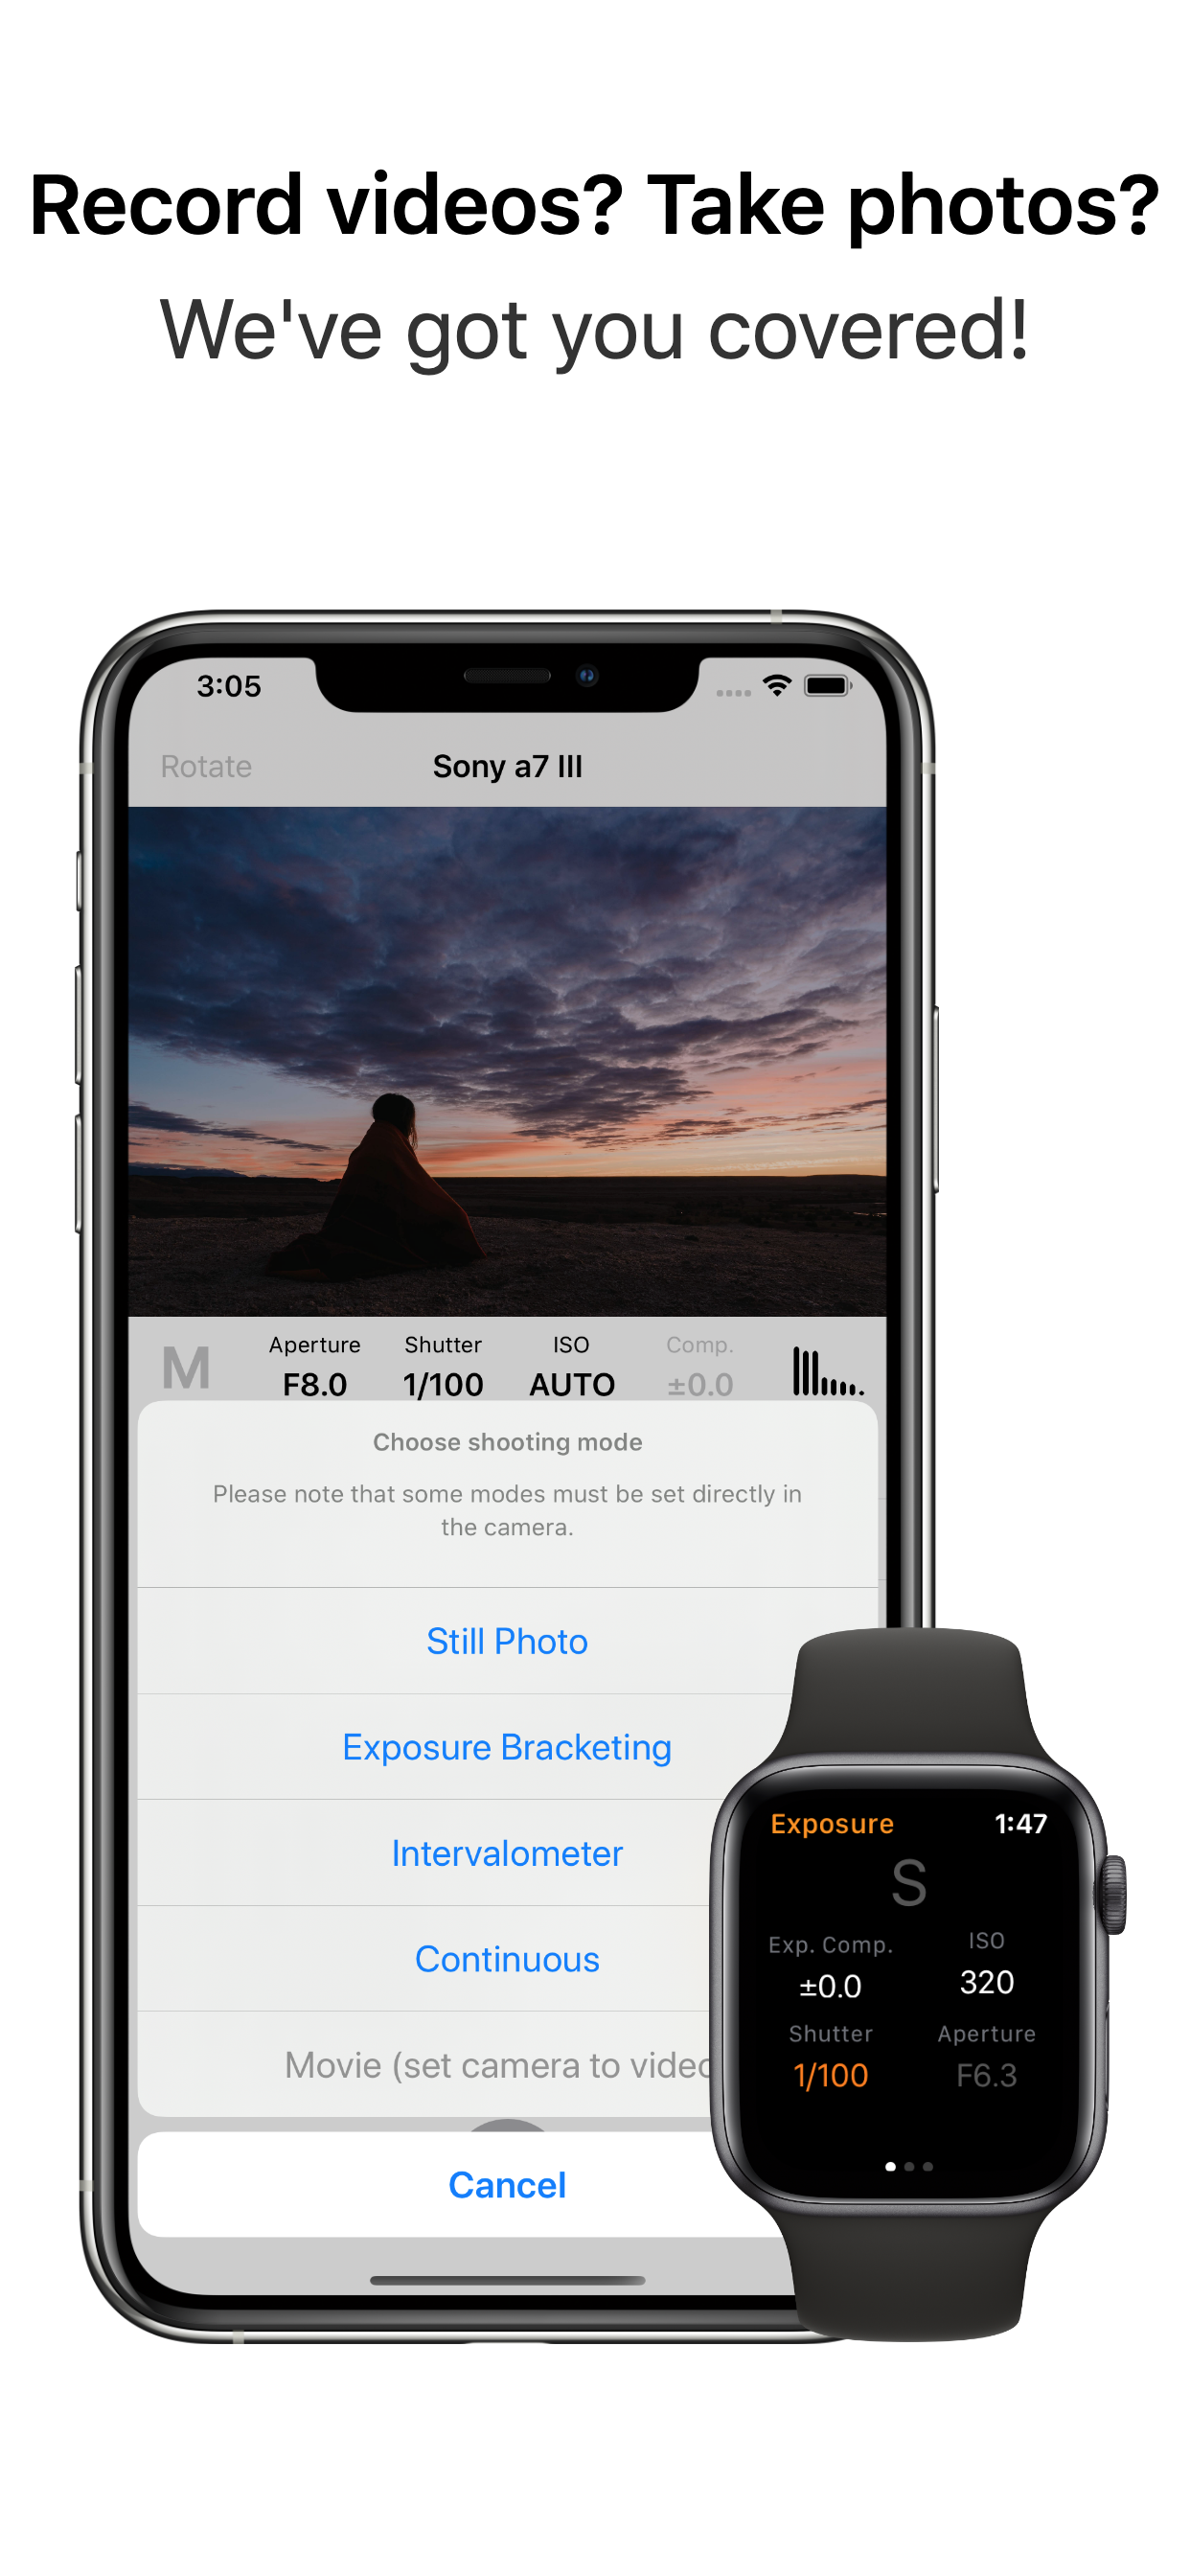 Record videos? Take photos?
We've got you covered!
3:05
Rotate
Sony a7 III
M
Aperture
Shutter
ISO
Comp.
F8.0
1/100
AUTO
±0.0
Choose shooting mode
Please note that some modes must be set directly in
the camera.
Still Photo
Exposure Bracketing
Intervalometer
Continuous
Movie (set camera to video
Cancel
Exposure
1:47
S
Exp. Comp.
ISO
±0.0
320
Shutter
Aperture
1/100
F6.3